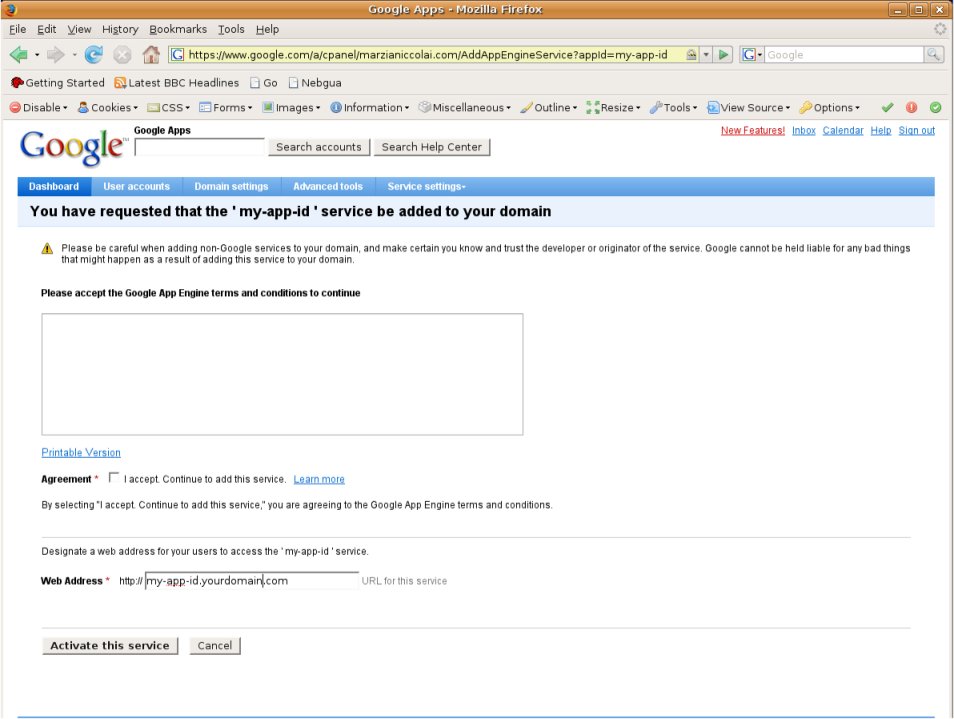 Google Apps - Mozilla Firefox
File Edit View History Bookmarks Tools Help
https://www.google.com/a/cpanel/marzianiccolai.com/AddAppEngineService?appId=my-app-id Google
Getting Started Latest BBC Headlines Go Nebgua
Disable Cookies CSS Forms Images Information Miscellaneous Outline Resize Tools View Source Options
Google™ Google Apps
Search accounts Search Help Center
New Features! Inbox Calendar Help Sign out
Dashboard User accounts Domain settings Advanced tools Service settings
You have requested that the ' my-app-id ' service be added to your domain
Please be careful when adding non-Google services to your domain, and make certain you know and trust the developer or originator of the service. Google cannot be held liable for any bad things
that might happen as a result of adding this service to your domain.
Please accept the Google App Engine terms and conditions to continue
Printable Version
Agreement * I accept. Continue to add this service. Learn more
By selecting "I accept. Continue to add this service," you are agreeing to the Google App Engine terms and conditions.
Designate a web address for your users to access the ' my-app-id ' service.
Web Address * http:// my-app-id.yourdomain.com URL for this service
Activate this service Cancel